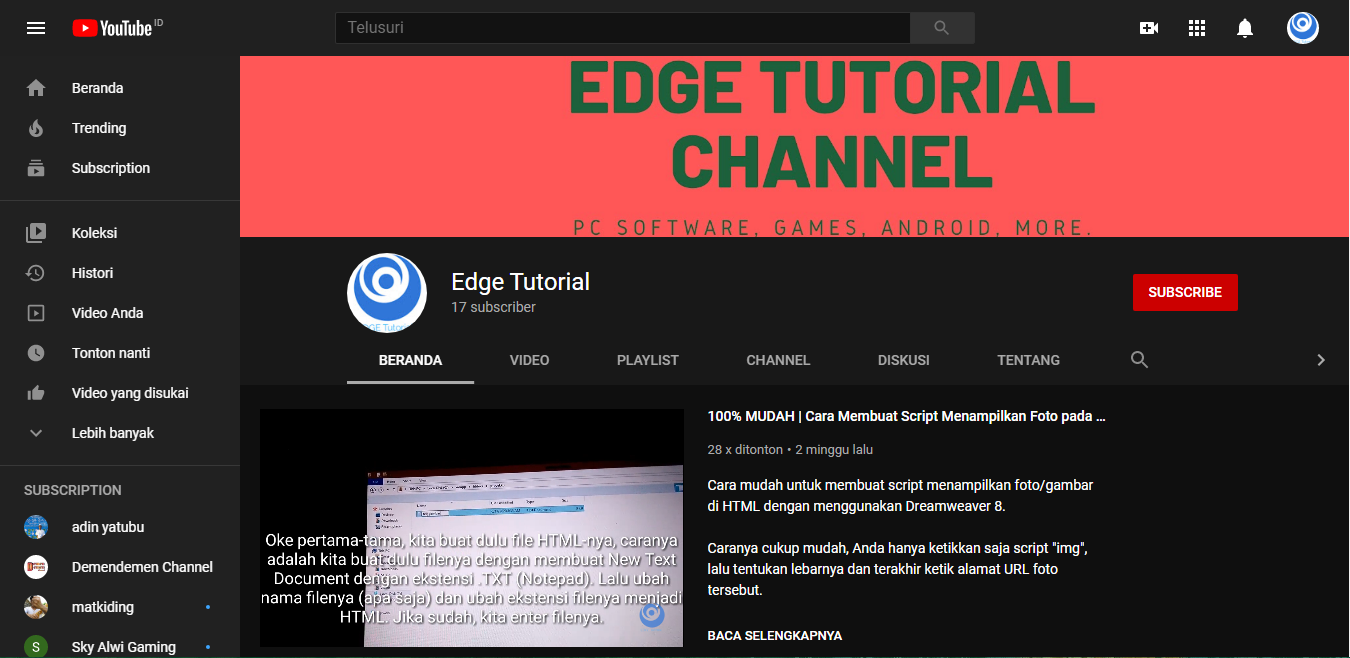 YouTube ID
Telusuri
Beranda
Trending
Subscription
Koleksi
Histori
Video Anda
Tonton nanti
Video yang disukai
Lebih banyak
SUBSCRIPTION
adin yatubu
Demendemen Channel
matkiding
S
Sky Alwi Gaming
EDGE TUTORIAL
CHANNEL
PC SOFTWARE, GAMES, ANDROID, MORE.
Edge Tutorial
17 subscriber
SUBSCRIBE
BERANDA
VIDEO
PLAYLIST
CHANNEL
DISKUSI
TENTANG
Oke pertama-tama, kita buat dulu file HTML-nya, caranya
adalah kita buat dulu filenya dengan membuat New Text
Document dengan ekstensi .TXT (Notepad). Lalu ubah
nama filenya (apa saja) dan ubah ekstensi filenya menjadi
HTML. Jika sudah, kita enter filenya.
100% MUDAH | Cara Membuat Script Menampilkan Foto pada ...
28 x ditonton • 2 minggu lalu
Cara mudah untuk membuat script menampilkan foto/gambar
di HTML dengan menggunakan Dreamweaver 8.
Caranya cukup mudah, Anda hanya ketikkan saja script "img",
lalu tentukan lebarnya dan terakhir ketik alamat URL foto
tersebut.
BACA SELENGKAPNYA